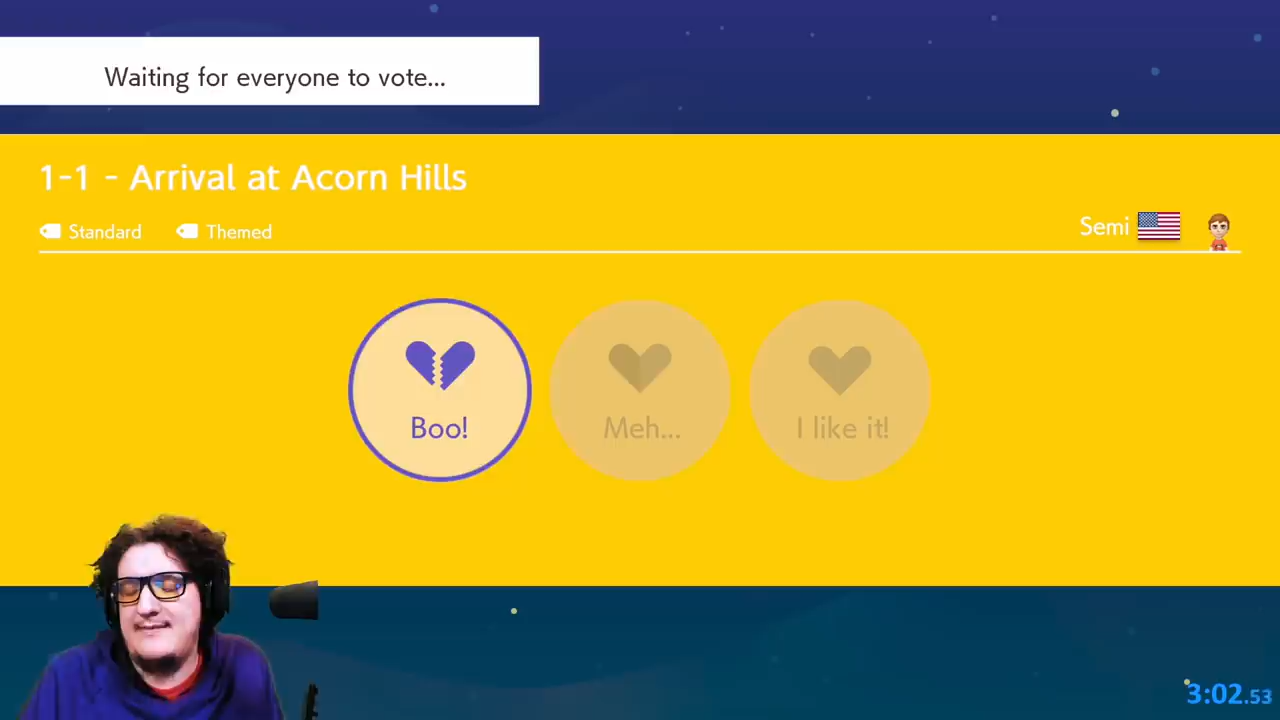 Waiting for everyone to vote...
1-1 - Arrival at Acorn Hills
Standard Themed
Semi
Boo! Meh... I like it!
3:02.53